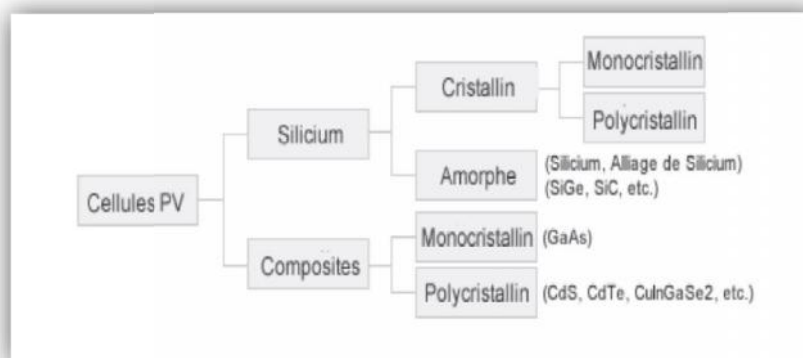 Monocristallin
Cristallin
Polycristallin
Silicium
Amorphe
(Silicium, Alliage de Silicium)
(SiGe, SiC, etc.)
Cellules PV
Monocristallin (GaAs)
Composites
Polycristallin (CdS, CdTe, CuInGaSe2, etc.)